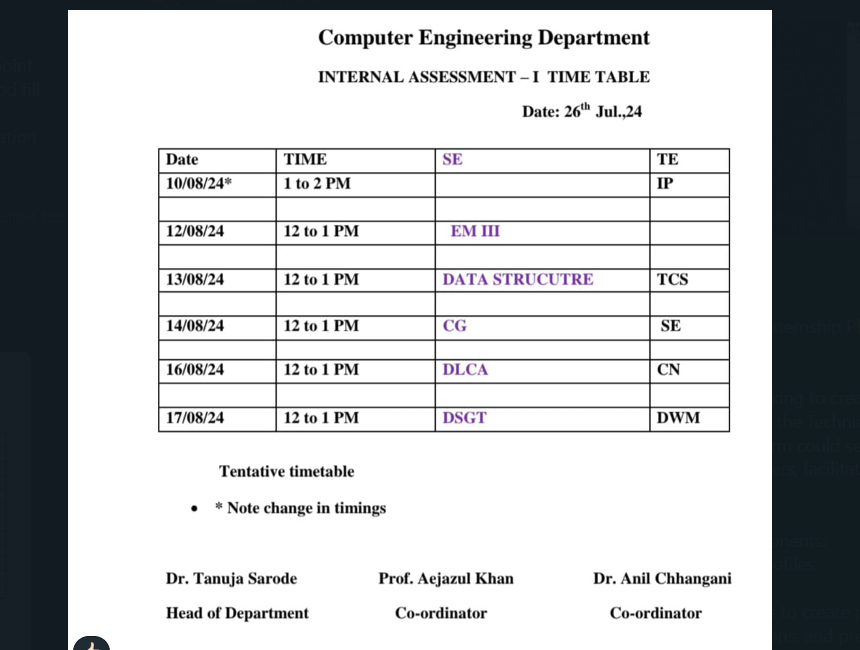 Computer Engineering Department
INTERNAL ASSESSMENT – I TIME TABLE
Date: 26th Jul.,24
Date TIME SE TE
10/08/24* 1 to 2 PM IP
12/08/24 12 to 1 PM EM III
13/08/24 12 to 1 PM DATA STRUCUTRE TCS
14/08/24 12 to 1 PM CG SE
16/08/24 12 to 1 PM DLCA CN
17/08/24 12 to 1 PM DSGT DWM
Tentative timetable
• * Note change in timings
Dr. Tanuja Sarode Prof. Aejazul Khan Dr. Anil Chhangani
Head of Department Co-ordinator Co-ordinator